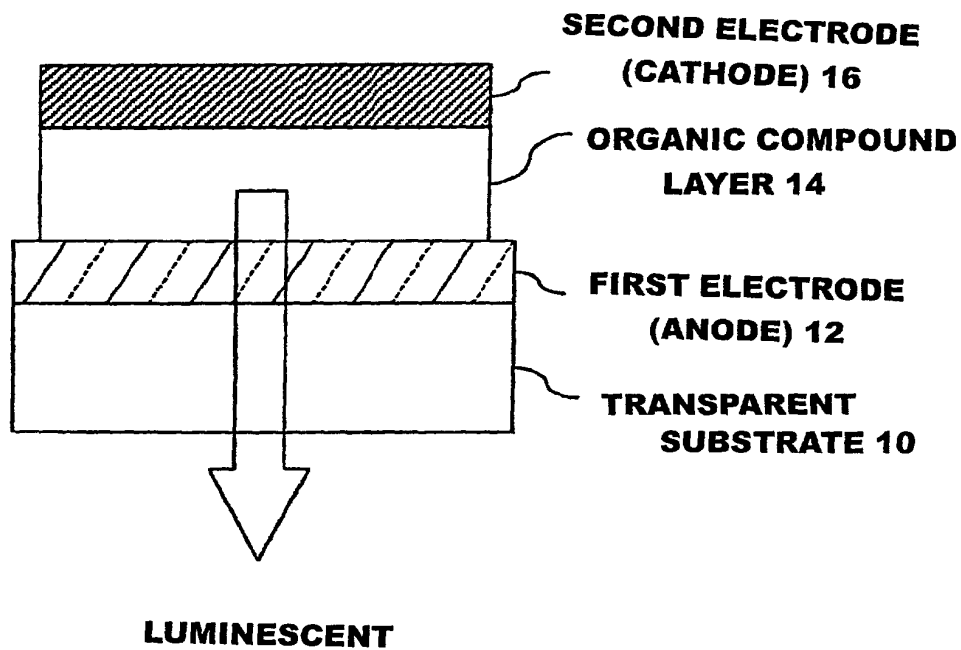 SECOND ELECTRODE
(CATHODE) 16
ORGANIC COMPOUND
LAYER 14
FIRST ELECTRODE
(ANODE) 12
TRANSPARENT
SUBSTRATE 10
LUMINESCENT